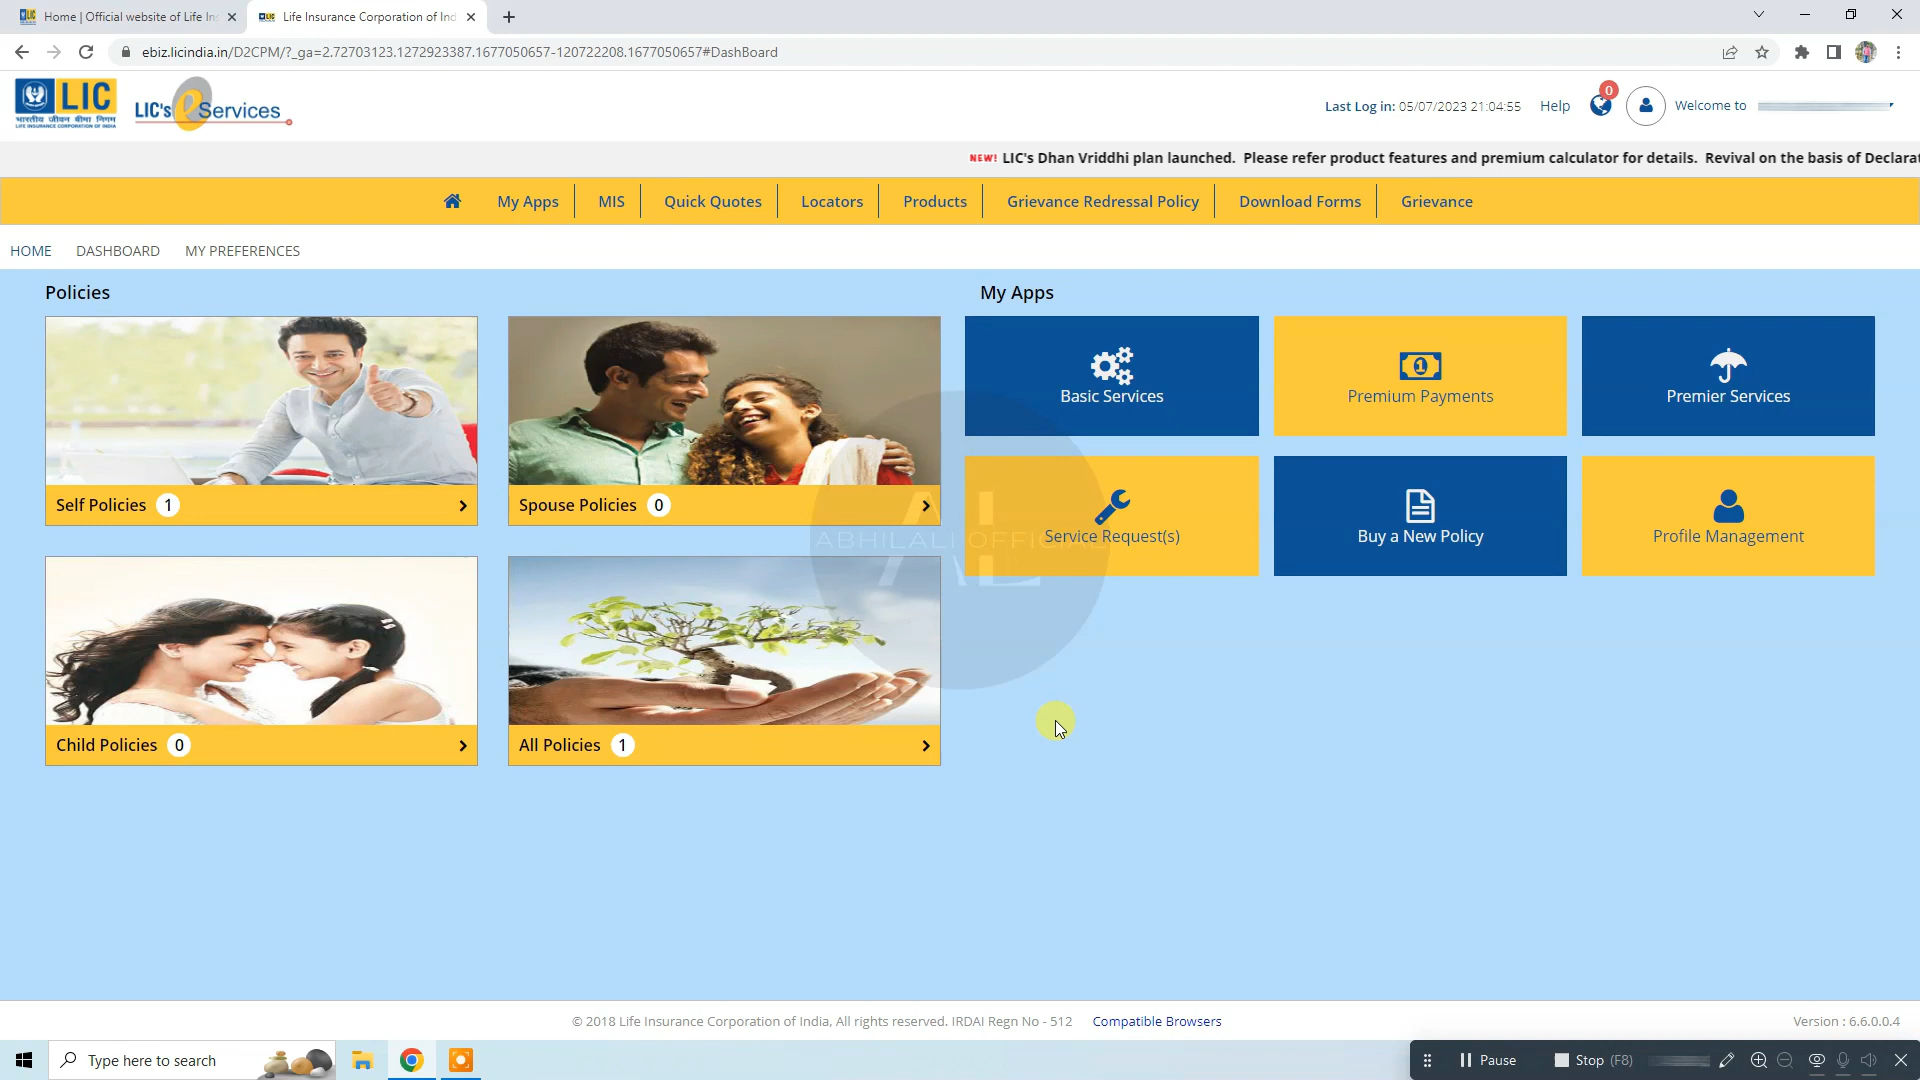 Home | Official website of Life In
Life Insurance Corporation of Ind
ebiz.licindia.in/D2CPM/?_ga=2.72703123.1272923387.1677050657-120722208.1677050657#DashBoard
LIC
भारतीय जीवन बीमा निगम
LIFE INSURANCE CORPORATION OF INDIA
LIC's e Services
Last Log in: 05/07/2023 21:04:55 Help 0 Welcome to
NEW! LIC's Dhan Vriddhi plan launched. Please refer product features and premium calculator for details. Revival on the basis of Declarat
My Apps MIS Quick Quotes Locators Products Grievance Redressal Policy Download Forms Grievance
HOME DASHBOARD MY PREFERENCES
Policies
My Apps
Basic Services
Premium Payments
Premier Services
Self Policies 1
Spouse Policies 0
Service Request(s)
Buy a New Policy
Profile Management
AL
ABHILALI OFFICIAL
Child Policies 0
All Policies 1
© 2018 Life Insurance Corporation of India, All rights reserved. IRDAI Regn No - 512 Compatible Browsers
Version : 6.6.0.0.4
Type here to search
Pause Stop (F8)